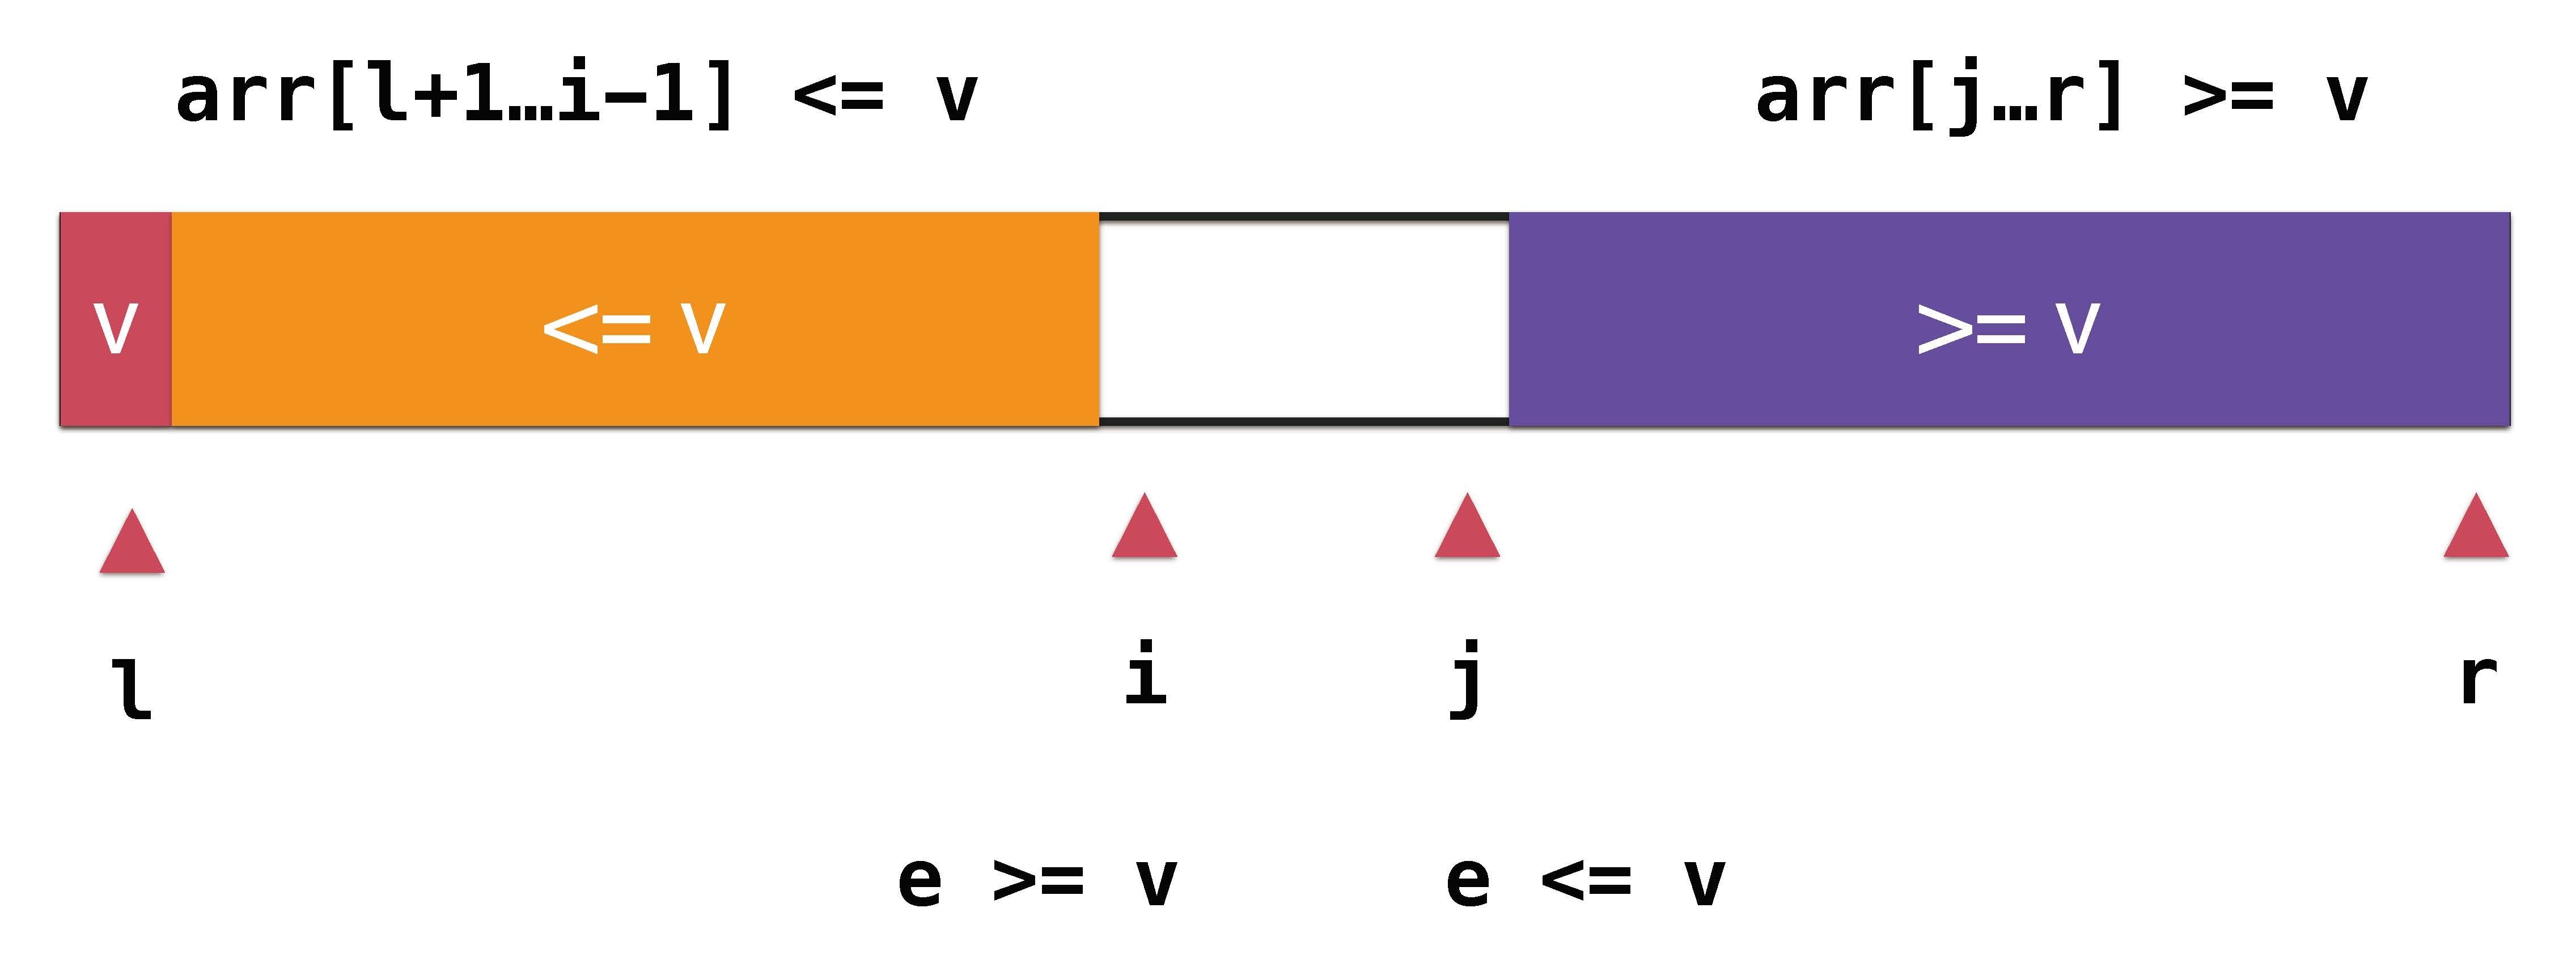 arr[l+1…i-1] <= v arr[j…r] >= v
v <= v >= v
l i j r
e >= v e <= v